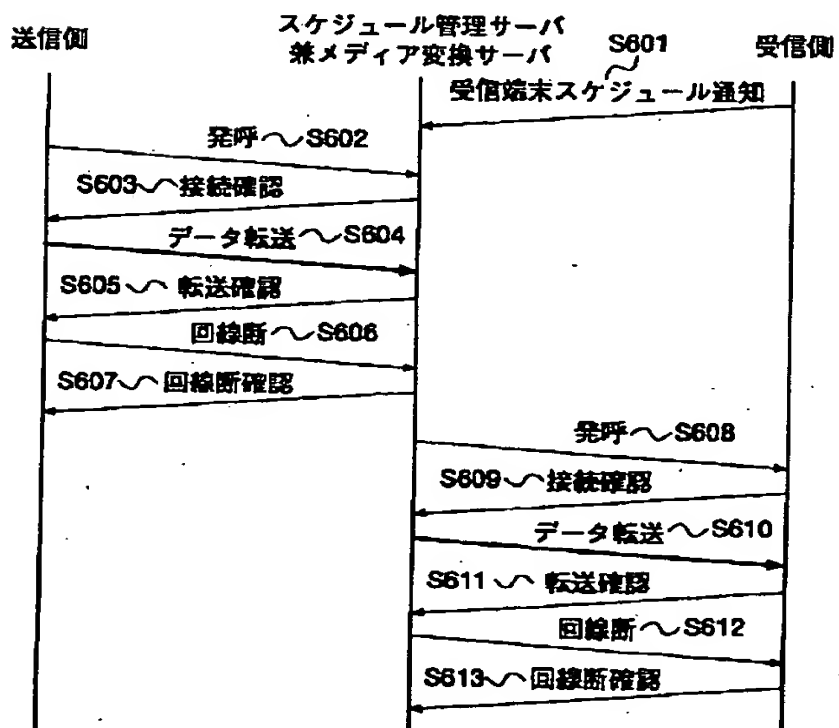 送信側
スケジュール管理サーバ
兼メディア変換サーバ
受信側
S601
受信端末スケジュール通知
発呼 S602
S603 接続確認
データ転送 S604
S605 転送確認
回線断 S606
S607 回線断確認
発呼 S608
S609 接続確認
データ転送 S610
S611 転送確認
回線断 S612
S613 回線断確認